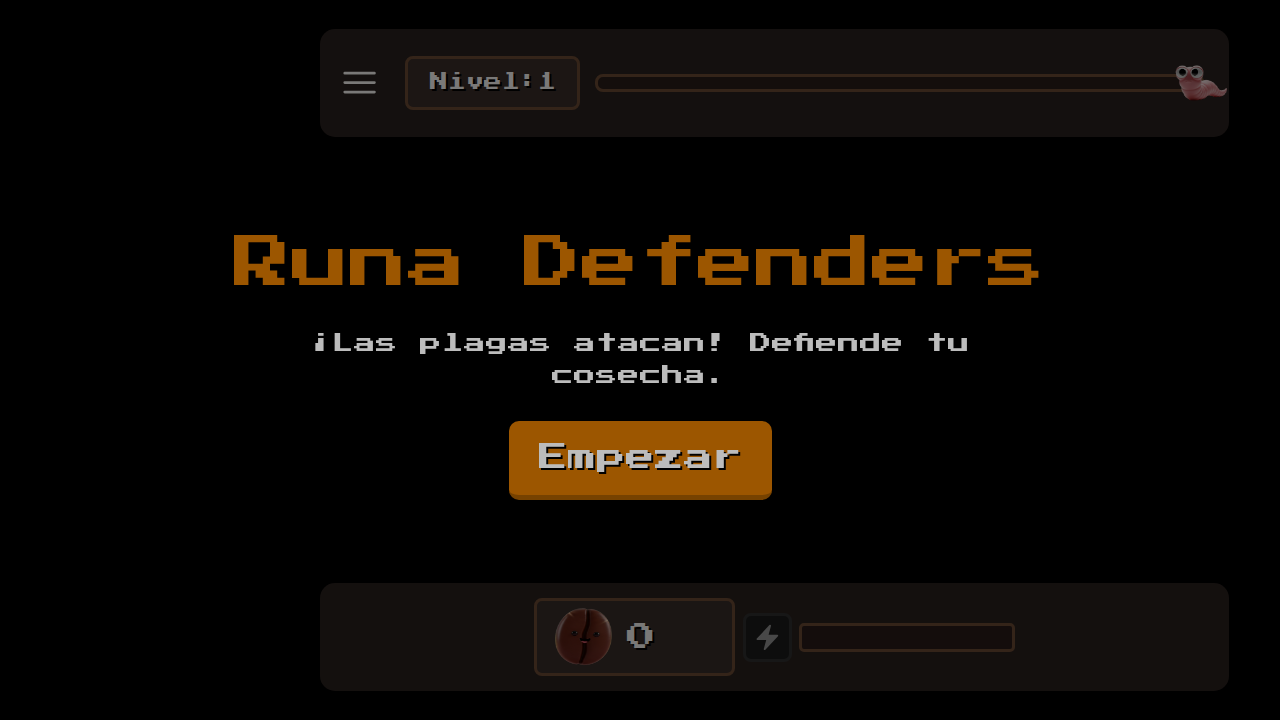 Nivel:1
Runa Defenders
¡Las plagas atacan! Defiende tu
cosecha.
Empezar
0